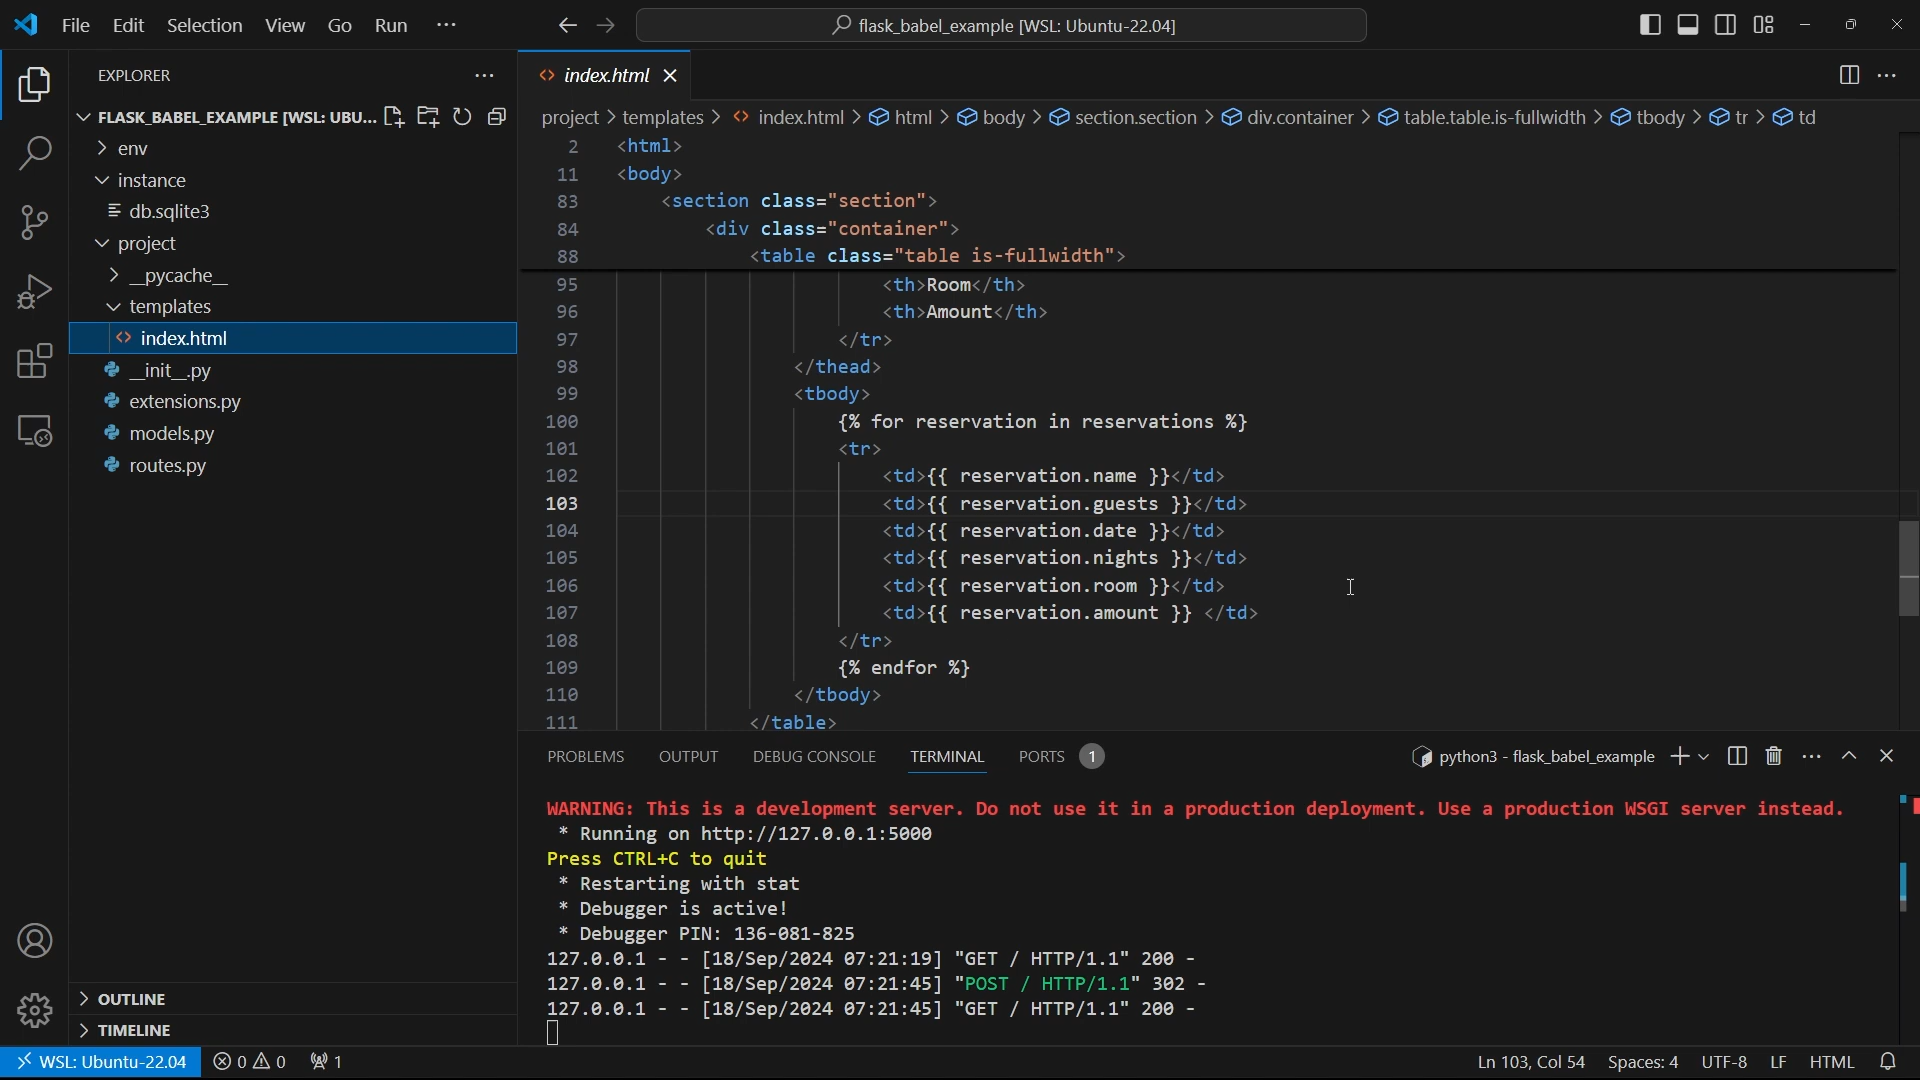 File Edit Selection View Go Run ···
flask_babel_example [WSL: Ubuntu-22.04]
EXPLORER
index.html
FLASK_BABEL_EXAMPLE [WSL: UBU...
project > templates > index.html > html > body > section.section > div.container > table.table.is-fullwidth > tbody > tr > td
env
instance
db.sqlite3
project
__pycache__
templates
index.html
__init__.py
extensions.py
models.py
routes.py
2 <html>
11 <body>
83 <section class="section">
84 <div class="container">
88 <table class="table is-fullwidth">
95 <th>Room</th>
96 <th>Amount</th>
97 </tr>
98 </thead>
99 <tbody>
100 {% for reservation in reservations %}
101 <tr>
102 <td>{{ reservation.name }}</td>
103 <td>{{ reservation.guests }}</td>
104 <td>{{ reservation.date }}</td>
105 <td>{{ reservation.nights }}</td>
106 <td>{{ reservation.room }}</td>
107 <td>{{ reservation.amount }} </td>
108 </tr>
109 {% endfor %}
110 </tbody>
111 </table>
PROBLEMS OUTPUT DEBUG CONSOLE TERMINAL PORTS 1
python3 - flask_babel_example
WARNING: This is a development server. Do not use it in a production deployment. Use a production WSGI server instead.
* Running on http://127.0.0.1:5000
Press CTRL+C to quit
* Restarting with stat
* Debugger is active!
* Debugger PIN: 136-081-825
127.0.0.1 - - [18/Sep/2024 07:21:19] "GET / HTTP/1.1" 200 -
127.0.0.1 - - [18/Sep/2024 07:21:45] "POST / HTTP/1.1" 302 -
127.0.0.1 - - [18/Sep/2024 07:21:45] "GET / HTTP/1.1" 200 -
OUTLINE
TIMELINE
WSL: Ubuntu-22.04 0 0 1
Ln 103, Col 54 Spaces: 4 UTF-8 LF HTML